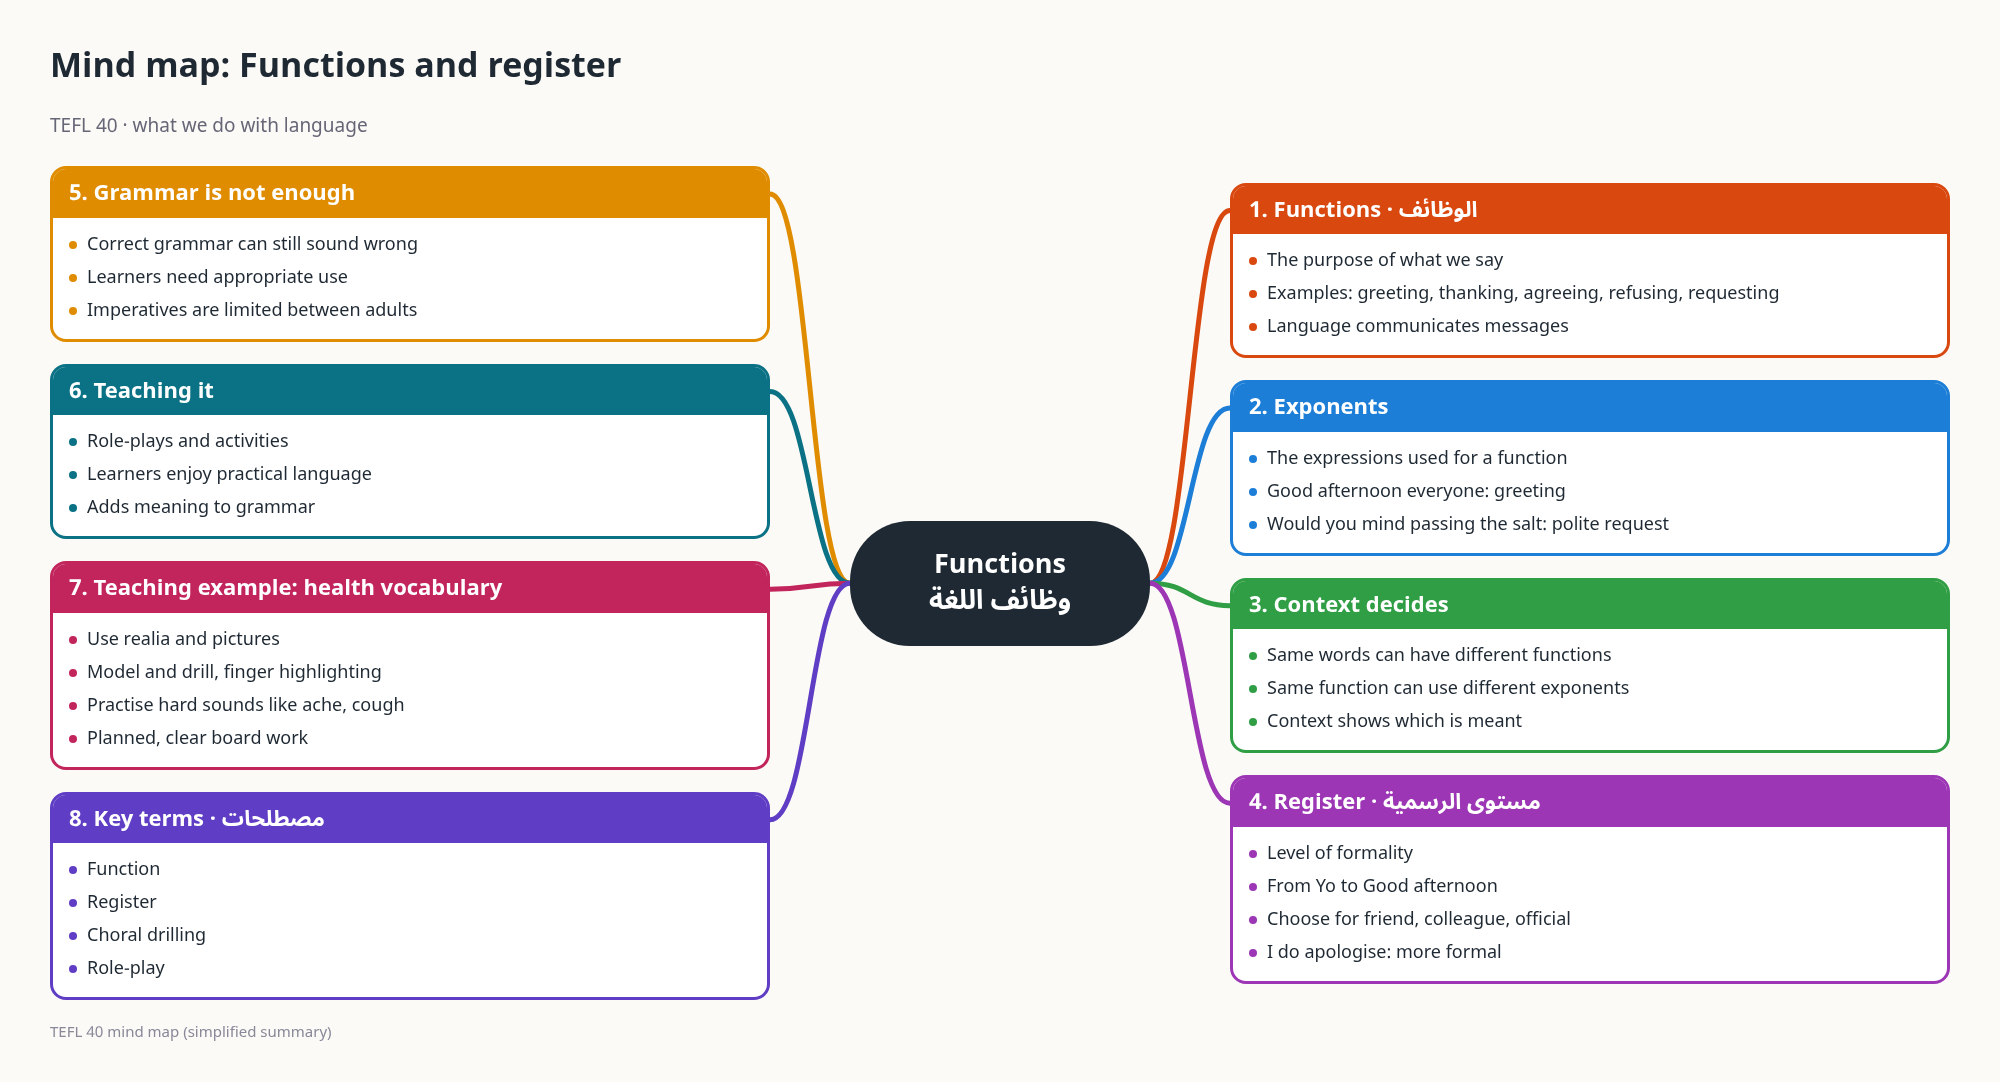 Mind map: Functions and register
TEFL 40 · what we do with language
5. Grammar is not enough
Correct grammar can still sound wrong
Learners need appropriate use
Imperatives are limited between adults
6. Teaching it
Role-plays and activities
Learners enjoy practical language
Adds meaning to grammar
7. Teaching example: health vocabulary
Use realia and pictures
Model and drill, finger highlighting
Practise hard sounds like ache, cough
Planned, clear board work
8. Key terms · مصطلحات
Function
Register
Choral drilling
Role-play
Functions
وظائف اللغة
1. Functions · الوظائف
The purpose of what we say
Examples: greeting, thanking, agreeing, refusing, requesting
Language communicates messages
2. Exponents
The expressions used for a function
Good afternoon everyone: greeting
Would you mind passing the salt: polite request
3. Context decides
Same words can have different functions
Same function can use different exponents
Context shows which is meant
4. Register · مستوى الرسمية
Level of formality
From Yo to Good afternoon
Choose for friend, colleague, official
I do apologise: more formal
TEFL 40 mind map (simplified summary)